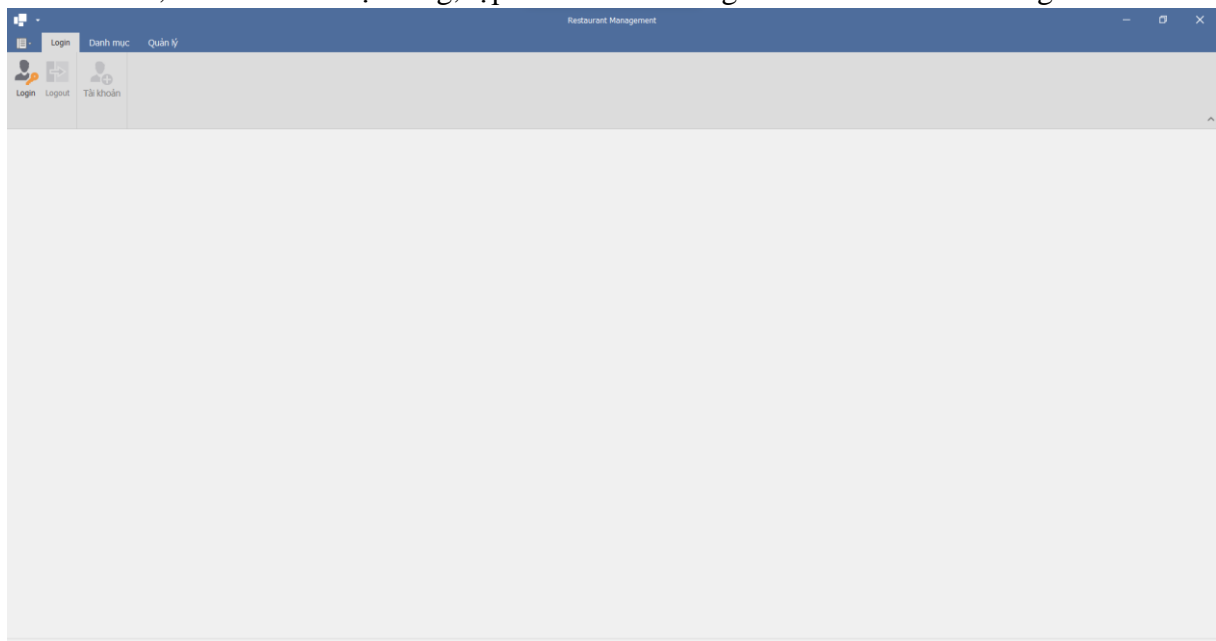 Restaurant Management
Login Danh mục Quản lý
Login Logout Tài khoản